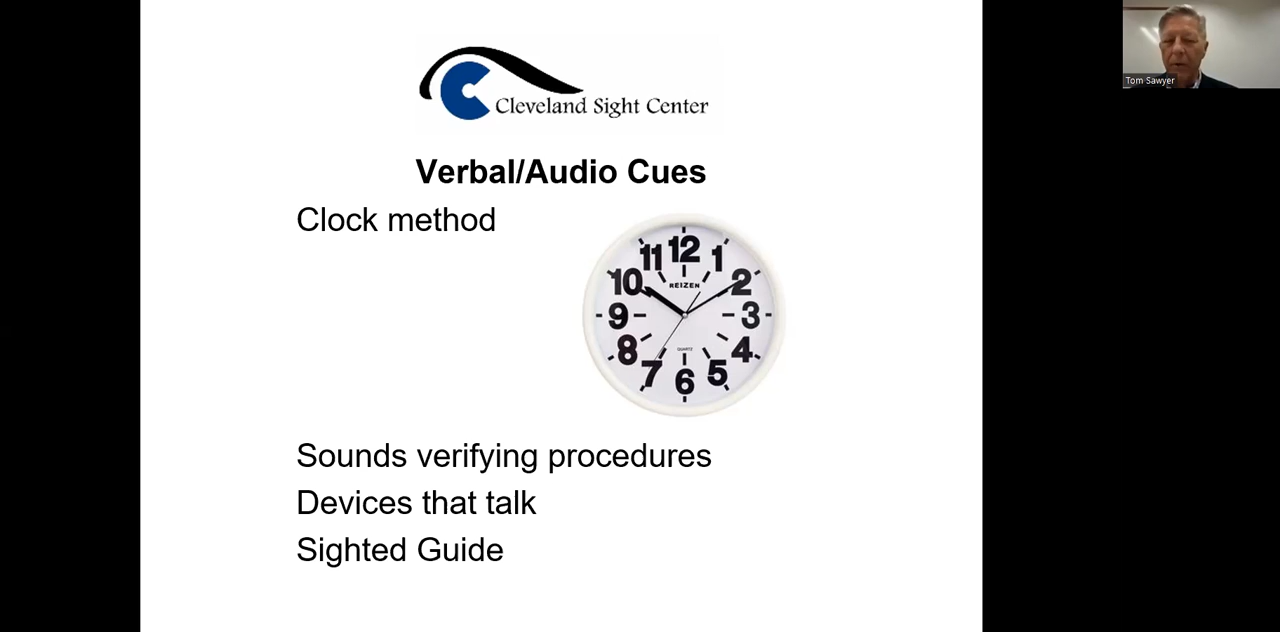 Cleveland Sight Center
Tom Sawyer
Verbal/Audio Cues
Clock method
12
11
1
10
2
REIZEN
9
3
8
4
QUARTZ
7
5
6
Sounds verifying procedures
Devices that talk
Sighted Guide